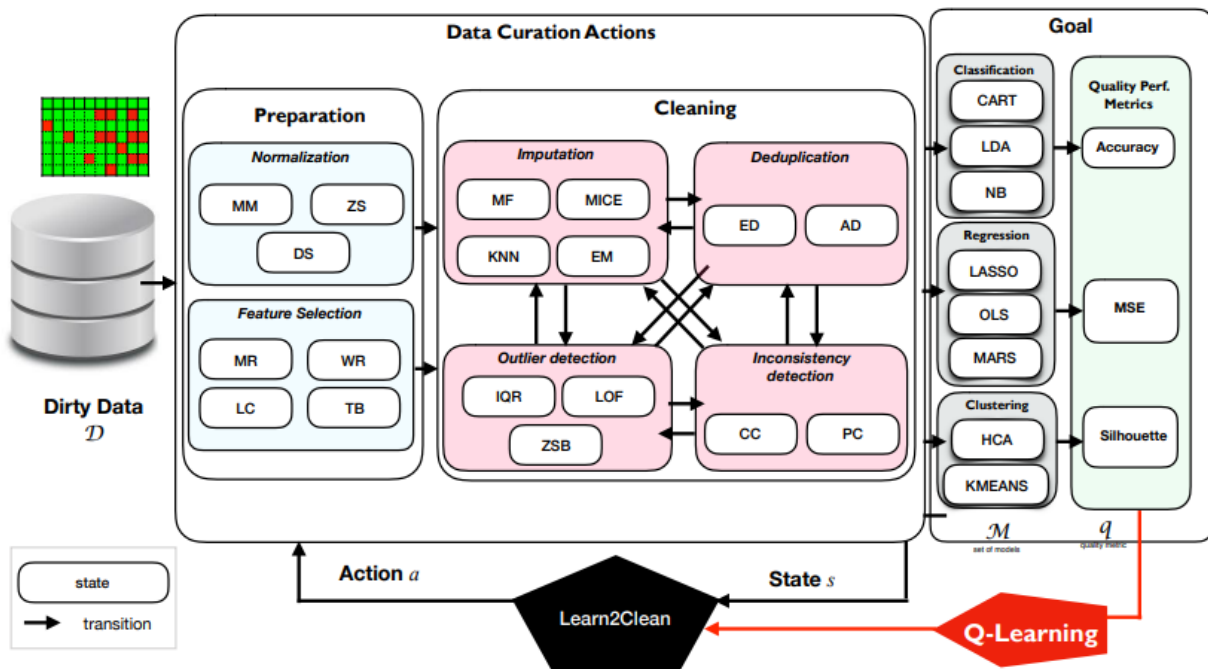 Data Curation Actions
Goal
Preparation
Normalization
MM
ZS
DS
Feature Selection
MR
WR
LC
TB
Cleaning
Imputation
MF
MICE
KNN
EM
Deduplication
ED
AD
Outlier detection
IQR
LOF
ZSB
Inconsistency
detection
CC
PC
Classification
CART
LDA
NB
Regression
LASSO
OLS
MARS
Clustering
HCA
KMEANS
Quality Perf.
Metrics
Accuracy
MSE
Silhouette
ℳ
set of models
q
quality metric
Dirty Data
𝒟
state
transition
Action a
State s
Learn2Clean
Q-Learning